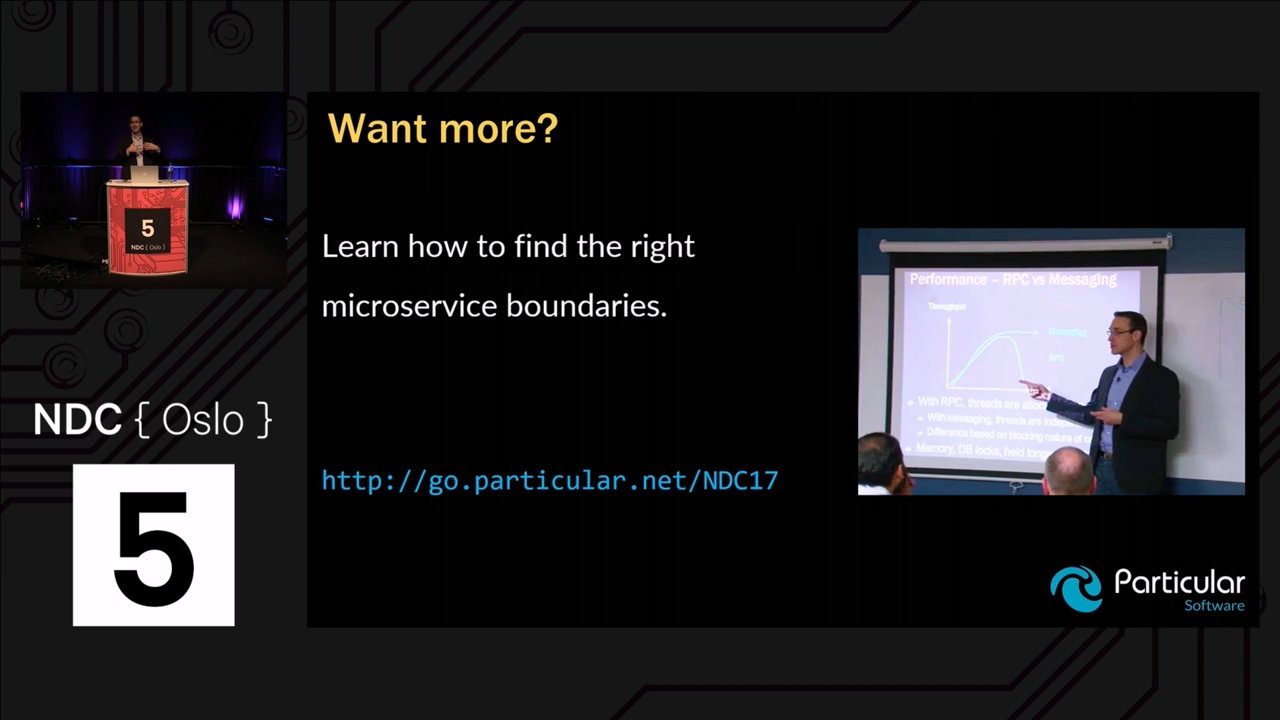 Want more?
Learn how to find the right
microservice boundaries.
http://go.particular.net/NDC17
Performance – RPC vs Messaging
Throughput
Messaging
RPC
With RPC, threads are
With messaging, threads are
Difference based on blocking nature of
Memory, DB locks, held
Particular
Software
5
NDC { Oslo }
NDC { Oslo }
5